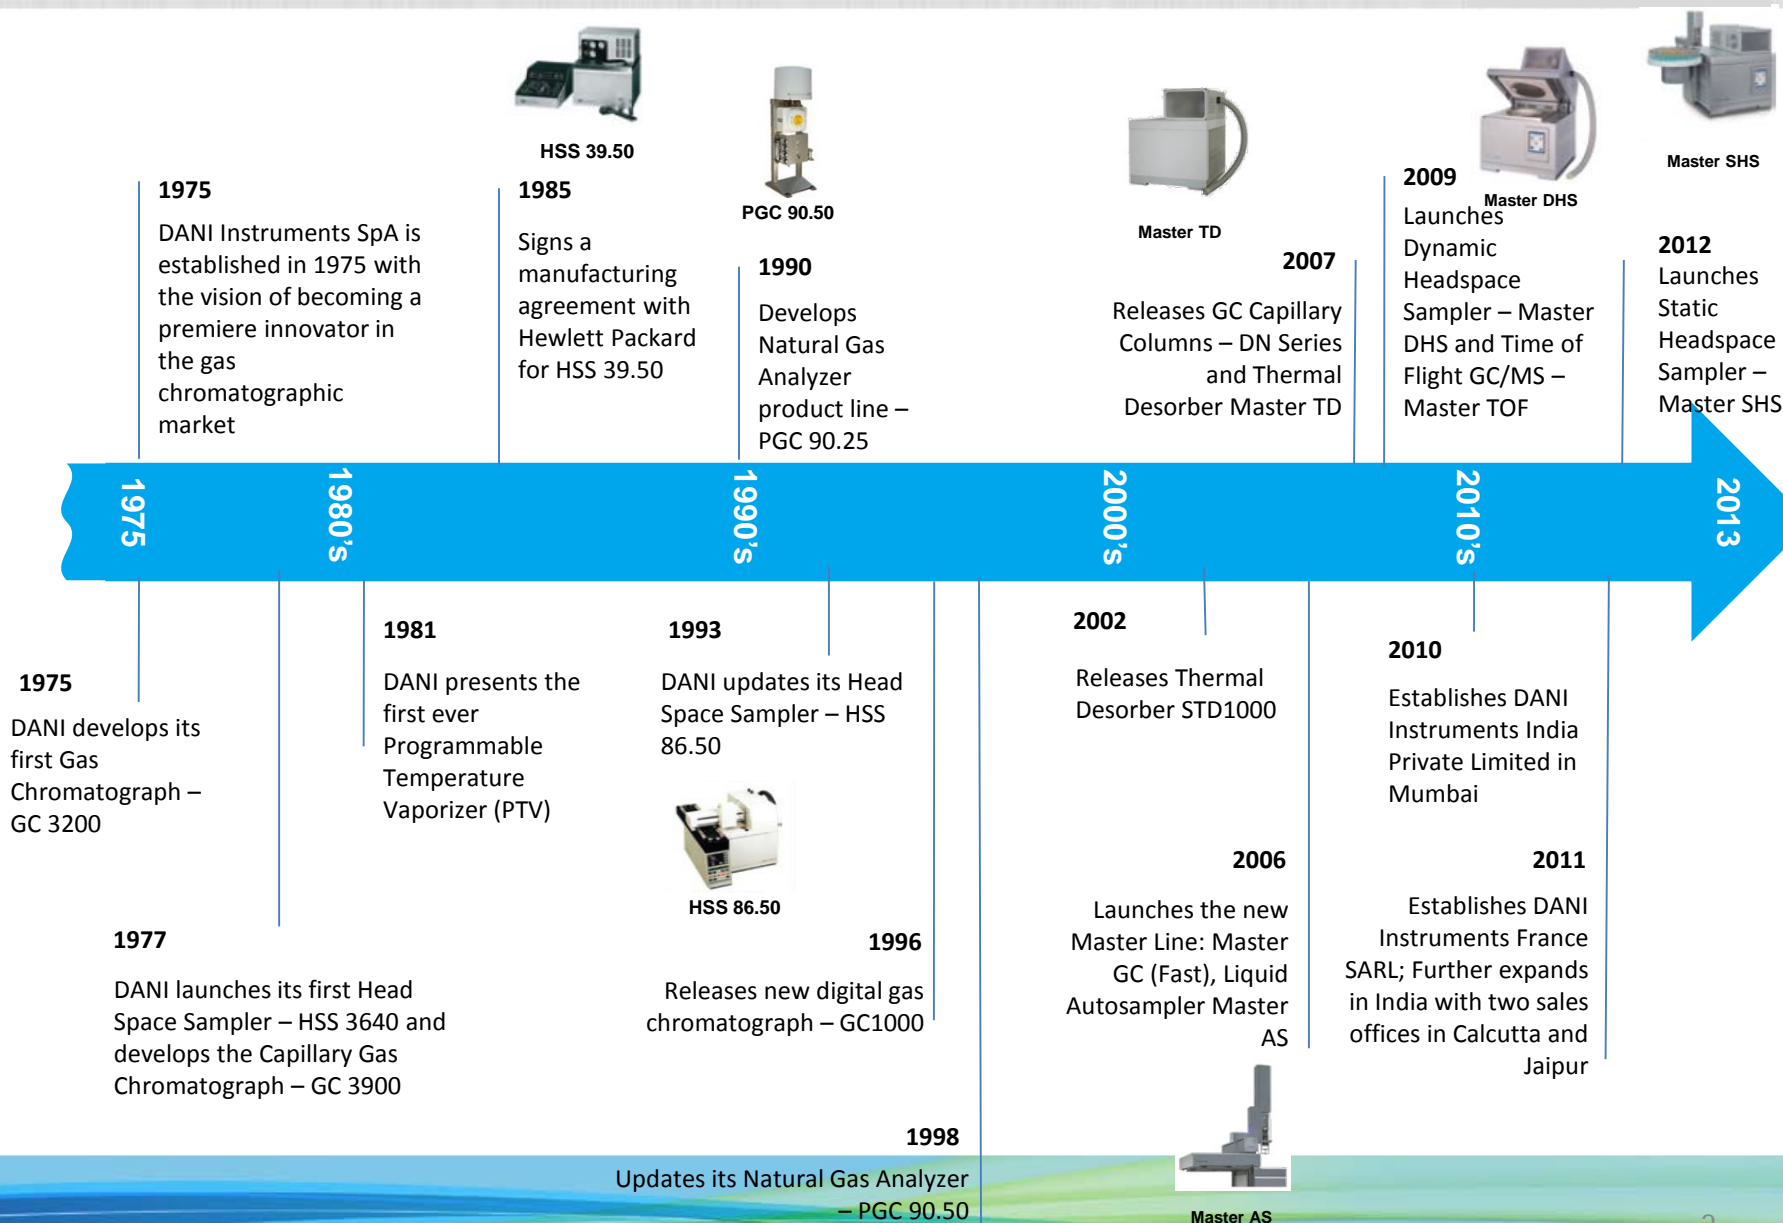 HSS 39.50
PGC 90.50
Master TD
Master DHS
Master SHS
1975
DANI Instruments SpA is
established in 1975 with
the vision of becoming a
premiere innovator in
the gas
chromatographic
market
1985
Signs a
manufacturing
agreement with
Hewlett Packard
for HSS 39.50
1990
Develops
Natural Gas
Analyzer
product line –
PGC 90.25
2007
Releases GC Capillary
Columns – DN Series
and Thermal
Desorber Master TD
2009
Launches
Dynamic
Headspace
Sampler – Master
DHS and Time of
Flight GC/MS –
Master TOF
2012
Launches
Static
Headspace
Sampler –
Master SHS
1975
1980's
1990's
2000's
2010's
2013
1975
DANI develops its
first Gas
Chromatograph –
GC 3200
1977
DANI launches its first Head
Space Sampler – HSS 3640 and
develops the Capillary Gas
Chromatograph – GC 3900
1981
DANI presents the
first ever
Programmable
Temperature
Vaporizer (PTV)
1993
DANI updates its Head
Space Sampler – HSS
86.50
HSS 86.50
1996
Releases new digital gas
chromatograph – GC1000
1998
Updates its Natural Gas Analyzer
– PGC 90.50
2002
Releases Thermal
Desorber STD1000
2006
Launches the new
Master Line: Master
GC (Fast), Liquid
Autosampler Master
AS
Master AS
2010
Establishes DANI
Instruments India
Private Limited in
Mumbai
2011
Establishes DANI
Instruments France
SARL; Further expands
in India with two sales
offices in Calcutta and
Jaipur